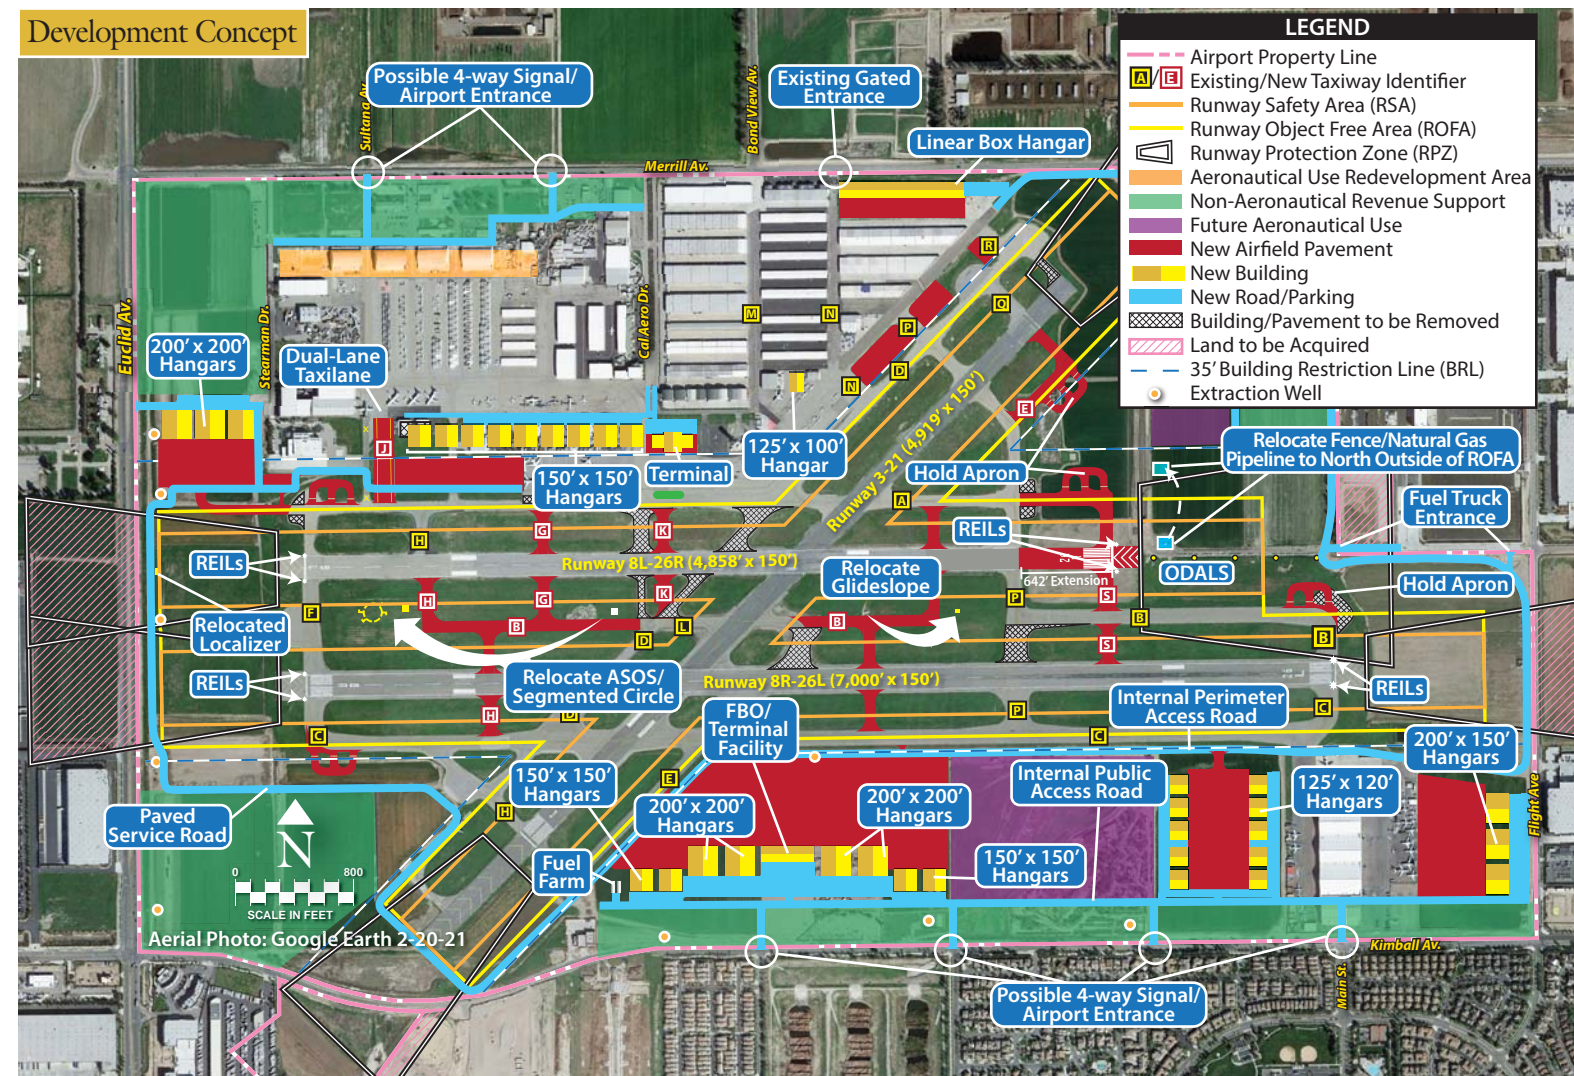 Development Concept
LEGEND
Airport Property Line
A/E Existing/New Taxiway Identifier
Runway Safety Area (RSA)
Runway Object Free Area (ROFA)
Runway Protection Zone (RPZ)
Aeronautical Use Redevelopment Area
Non-Aeronautical Revenue Support
Future Aeronautical Use
New Airfield Pavement
New Building
New Road/Parking
Building/Pavement to be Removed
Land to be Acquired
35' Building Restriction Line (BRL)
Extraction Well
Possible 4-way Signal/
Airport Entrance
Existing Gated
Entrance
Linear Box Hangar
Sultana Av.
Bond View Av.
Merrill Av.
Euclid Av.
Stearman Dr.
Cal Aero Dr.
R
Q
M
N
P
D
N
E
200' x 200'
Hangars
Dual-Lane
Taxilane
J
150' x 150'
Hangars
Terminal
125' x 100'
Hangar
Runway 3-21 (4,919' x 150')
Hold Apron
Relocate Fence/Natural Gas
Pipeline to North Outside of ROFA
Fuel Truck
Entrance
A
REILs
H
G
K
REILs
Runway 8L-26R (4,858' x 150')
Relocate
Glideslope
642' Extension
ODALS
Hold Apron
H
G
K
F
P
S
B
B
L
D
B
B
S
Relocated
Localizer
REILs
Relocate ASOS/
Segmented Circle
Runway 8R-26L (7,000' x 150')
REILs
Internal Perimeter
Access Road
H
D
P
C
C
C
FBO/
Terminal
Facility
200' x 150'
Hangars
E
H
150' x 150'
Hangars
200' x 200'
Hangars
200' x 200'
Hangars
Internal Public
Access Road
125' x 120'
Hangars
Flight Ave
Paved
Service Road
N
0 800
SCALE IN FEET
Fuel
Farm
150' x 150'
Hangars
Aerial Photo: Google Earth 2-20-21
Kimball Av.
Main St.
Possible 4-way Signal/
Airport Entrance